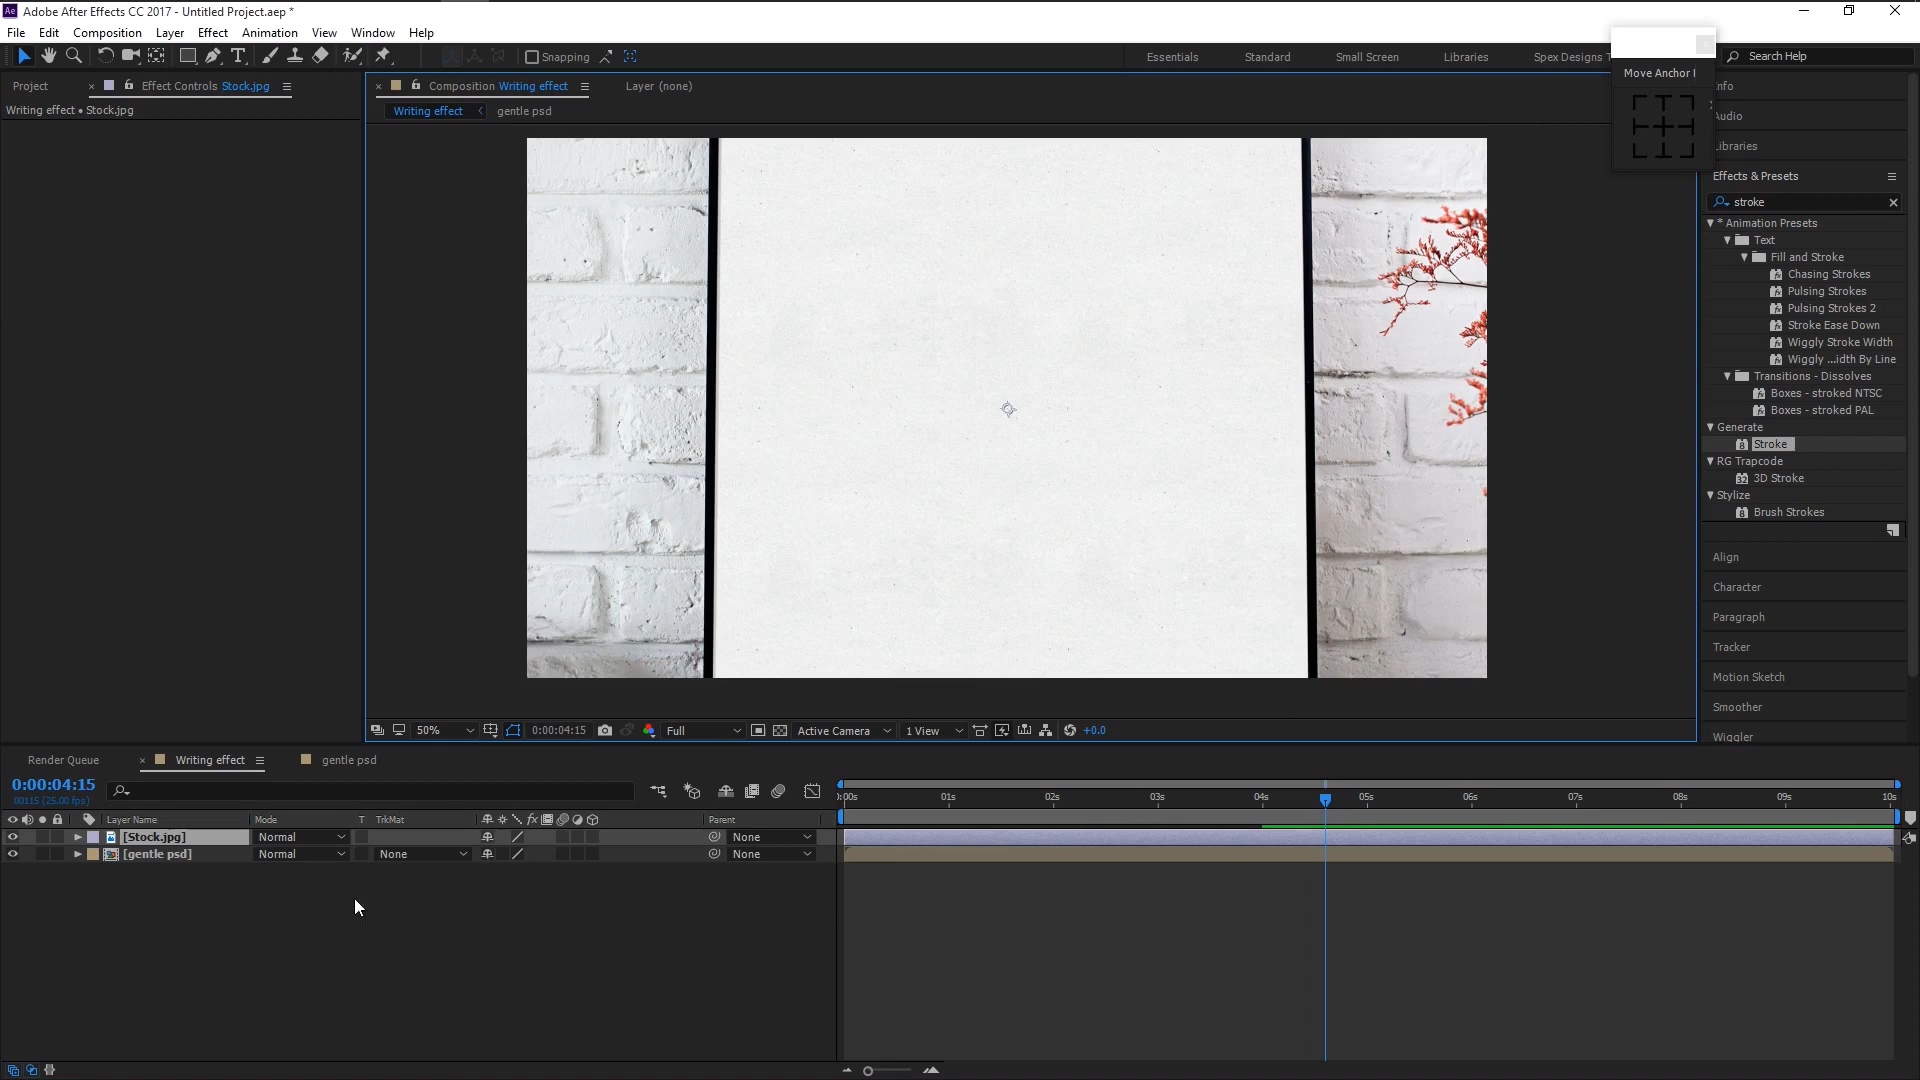 Adobe After Effects CC 2017 - Untitled Project.aep *
File Edit Composition Layer Effect Animation View Window Help
Snapping Essentials Standard Small Screen Libraries Spex Designs T Search Help
Move Anchor
Project Effect Controls Stock.jpg
Writing effect • Stock.jpg
Composition Writing effect Layer (none)
Writing effect gentle psd
Info
Audio
Libraries
Effects & Presets
stroke
* Animation Presets
Text
Fill and Stroke
Chasing Strokes
Pulsing Strokes
Pulsing Strokes 2
Stroke Ease Down
Wiggly Stroke Width
Wiggly ...idth By Line
Transitions - Dissolves
Boxes - stroked NTSC
Boxes - stroked PAL
Generate
Stroke
RG Trapcode
3D Stroke
Stylize
Brush Strokes
Align
Character
Paragraph
Tracker
Motion Sketch
Smoother
Wiggler
50% 0:00:04:15 Full Active Camera 1 View +0.0
Render Queue Writing effect gentle psd
0:00:04:15
00115 (25.00 fps)
Layer Name Mode T TrkMat Parent
[Stock.jpg] Normal None
[gentle psd] Normal None None
:00s 01s 02s 03s 04s 05s 06s 07s 08s 09s 10s